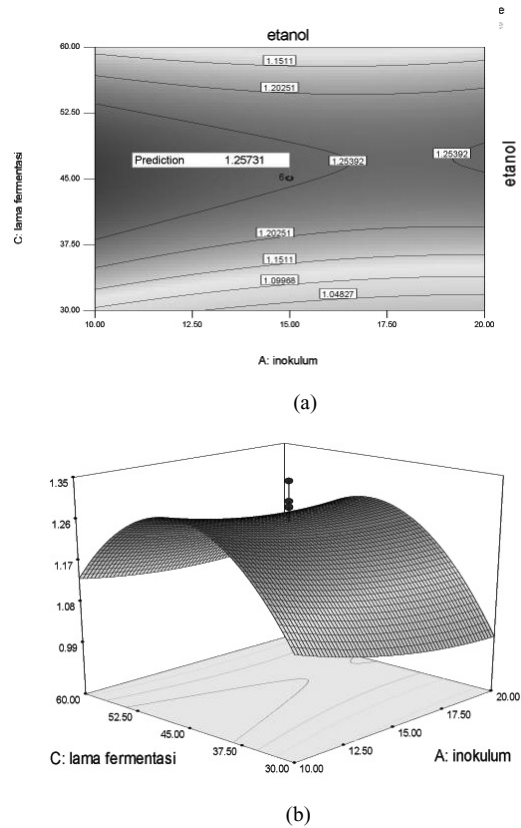 e
e
etanol
60.00
1.1511
1.20251
52.50
Prediction 1.25731
1.25392
1.25392
6
45.00
C: lama fermentasi
etanol
37.50
1.20251
1.1511
1.09968
1.04827
30.00
10.00 12.50 15.00 17.50 20.00
A: inokulum
(a)
1.35
1.26
1.17
1.08
0.99
60.00
52.50
45.00
37.50
30.00
10.00
12.50
15.00
17.50
20.00
C: lama fermentasi
A: inokulum
(b)